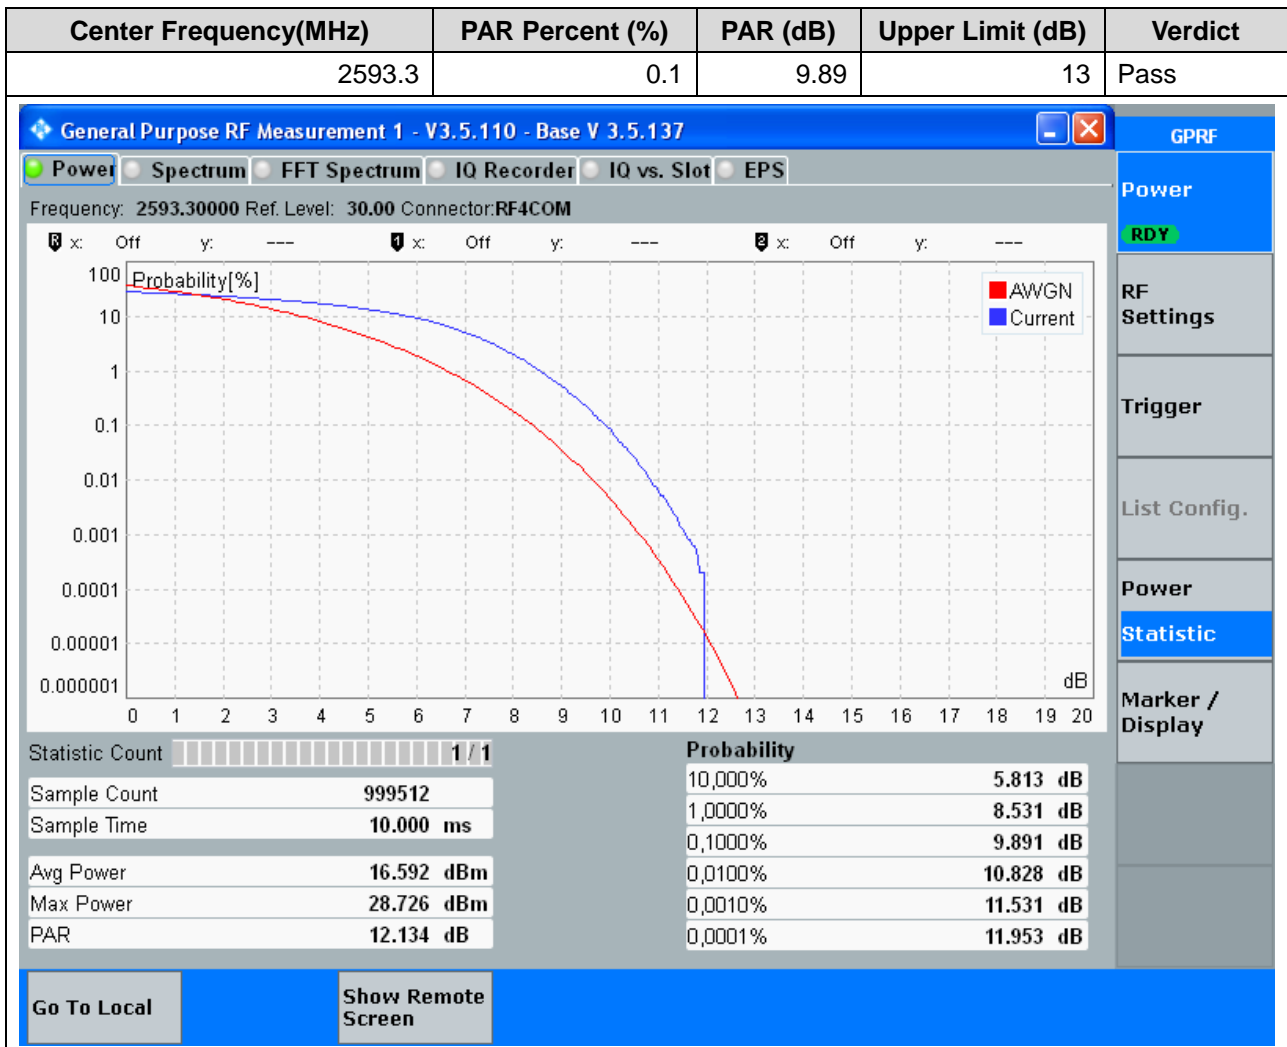 Center Frequency(MHz) PAR Percent (%) PAR (dB) Upper Limit (dB) Verdict
2593.3 0.1 9.89 13 Pass
General Purpose RF Measurement 1 - V3.5.110 - Base V 3.5.137
GPRF
Power Spectrum FFT Spectrum IQ Recorder IQ vs. Slot EPS
Power
RDY
Frequency: 2593.30000 Ref. Level: 30.00 Connector:RF4COM
R x: Off y: --- 1 x: Off y: --- 2 x: Off y: ---
Probability[%]
AWGN
Current
100
10
1
0.1
0.01
0.001
0.0001
0.00001
0.000001
dB
0 1 2 3 4 5 6 7 8 9 10 11 12 13 14 15 16 17 18 19 20
RF
Settings
Trigger
List Config.
Power
Statistic
Marker /
Display
Statistic Count 1 / 1
Sample Count 999512
Sample Time 10.000 ms
Avg Power 16.592 dBm
Max Power 28.726 dBm
PAR 12.134 dB
Probability
10,000% 5.813 dB
1,0000% 8.531 dB
0,1000% 9.891 dB
0,0100% 10.828 dB
0,0010% 11.531 dB
0,0001% 11.953 dB
Go To Local
Show Remote
Screen